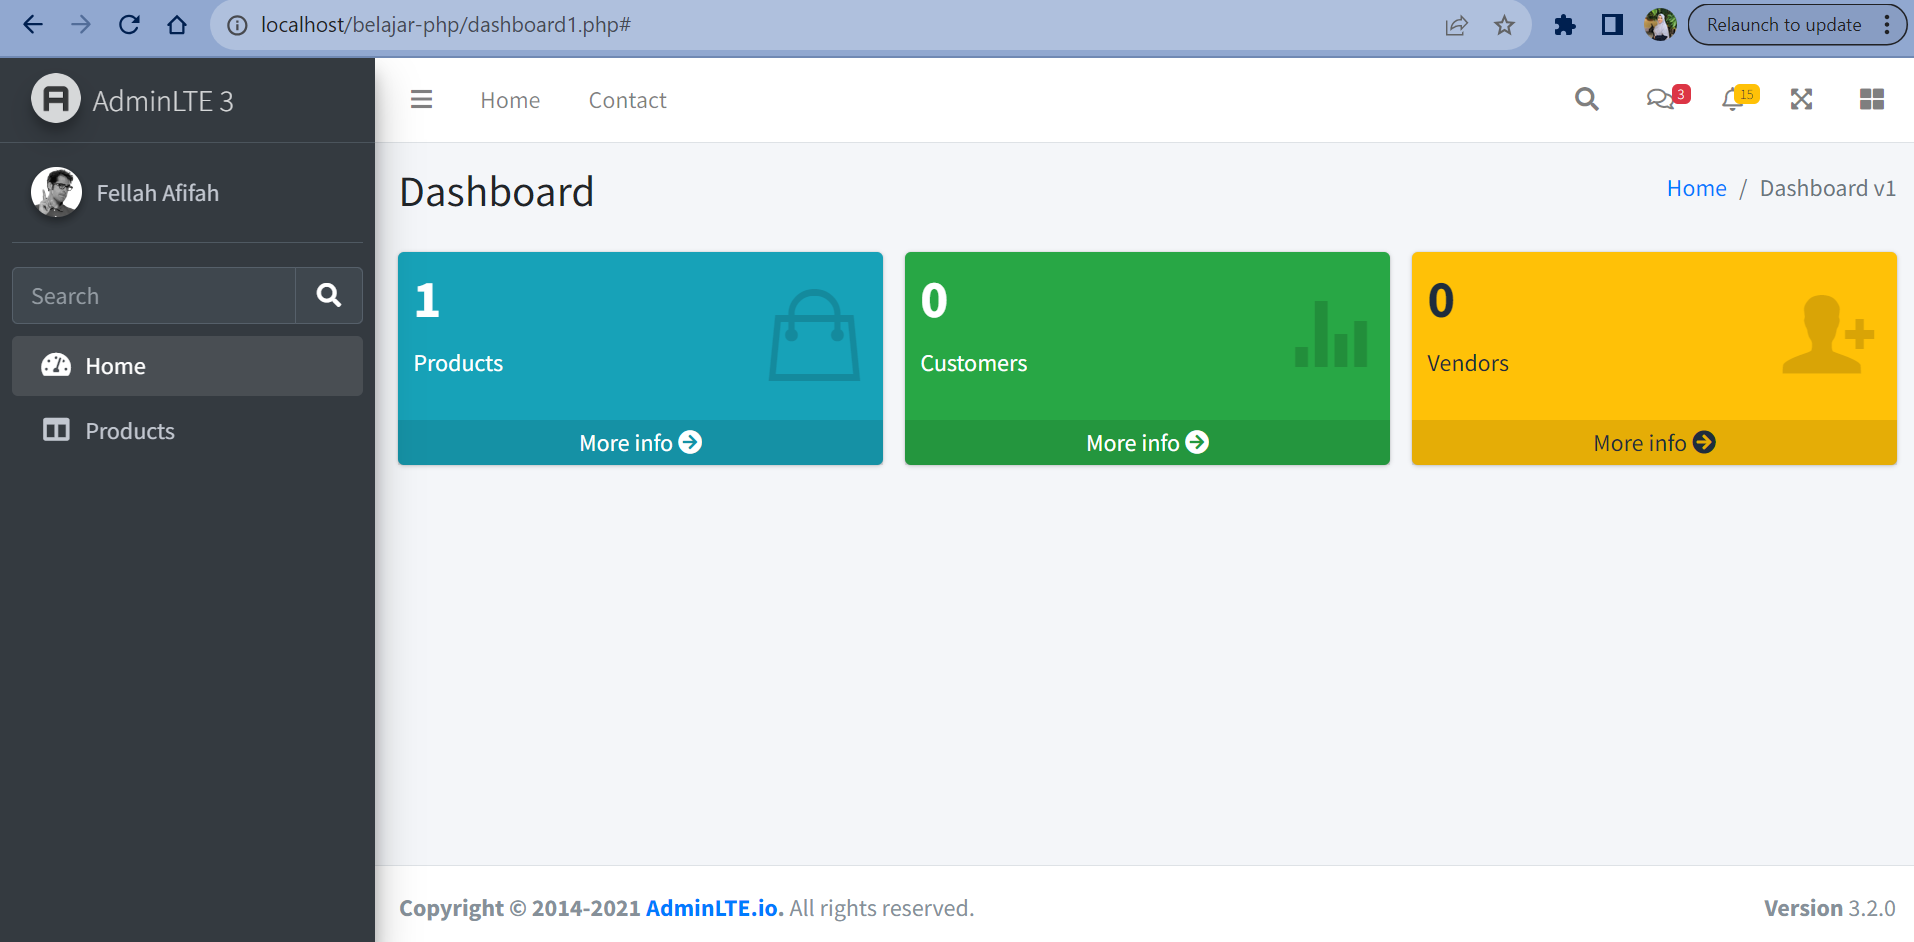 localhost/belajar-php/dashboard1.php#
Relaunch to update
AdminLTE 3
Home
Contact
3
15
Fellah Afifah
Search
Home
Products
Dashboard
Home / Dashboard v1
1
Products
More info
0
Customers
More info
0
Vendors
More info
Copyright © 2014-2021 AdminLTE.io. All rights reserved.
Version 3.2.0